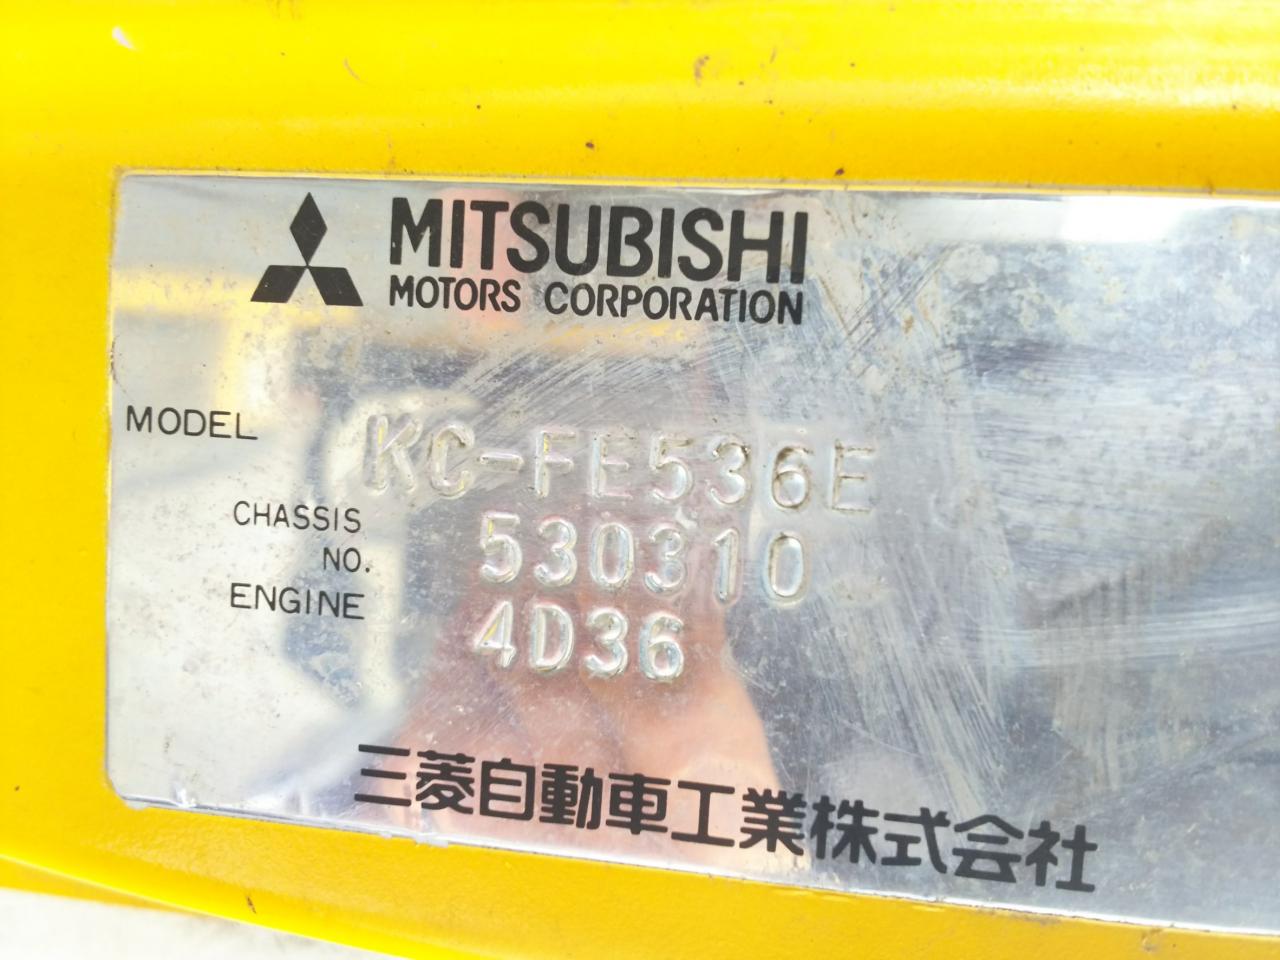 MITSUBISHI
MOTORS CORPORATION
MODEL KC-FE536E
CHASSIS NO. 530310
ENGINE 4D36
三菱自動車工業株式会社